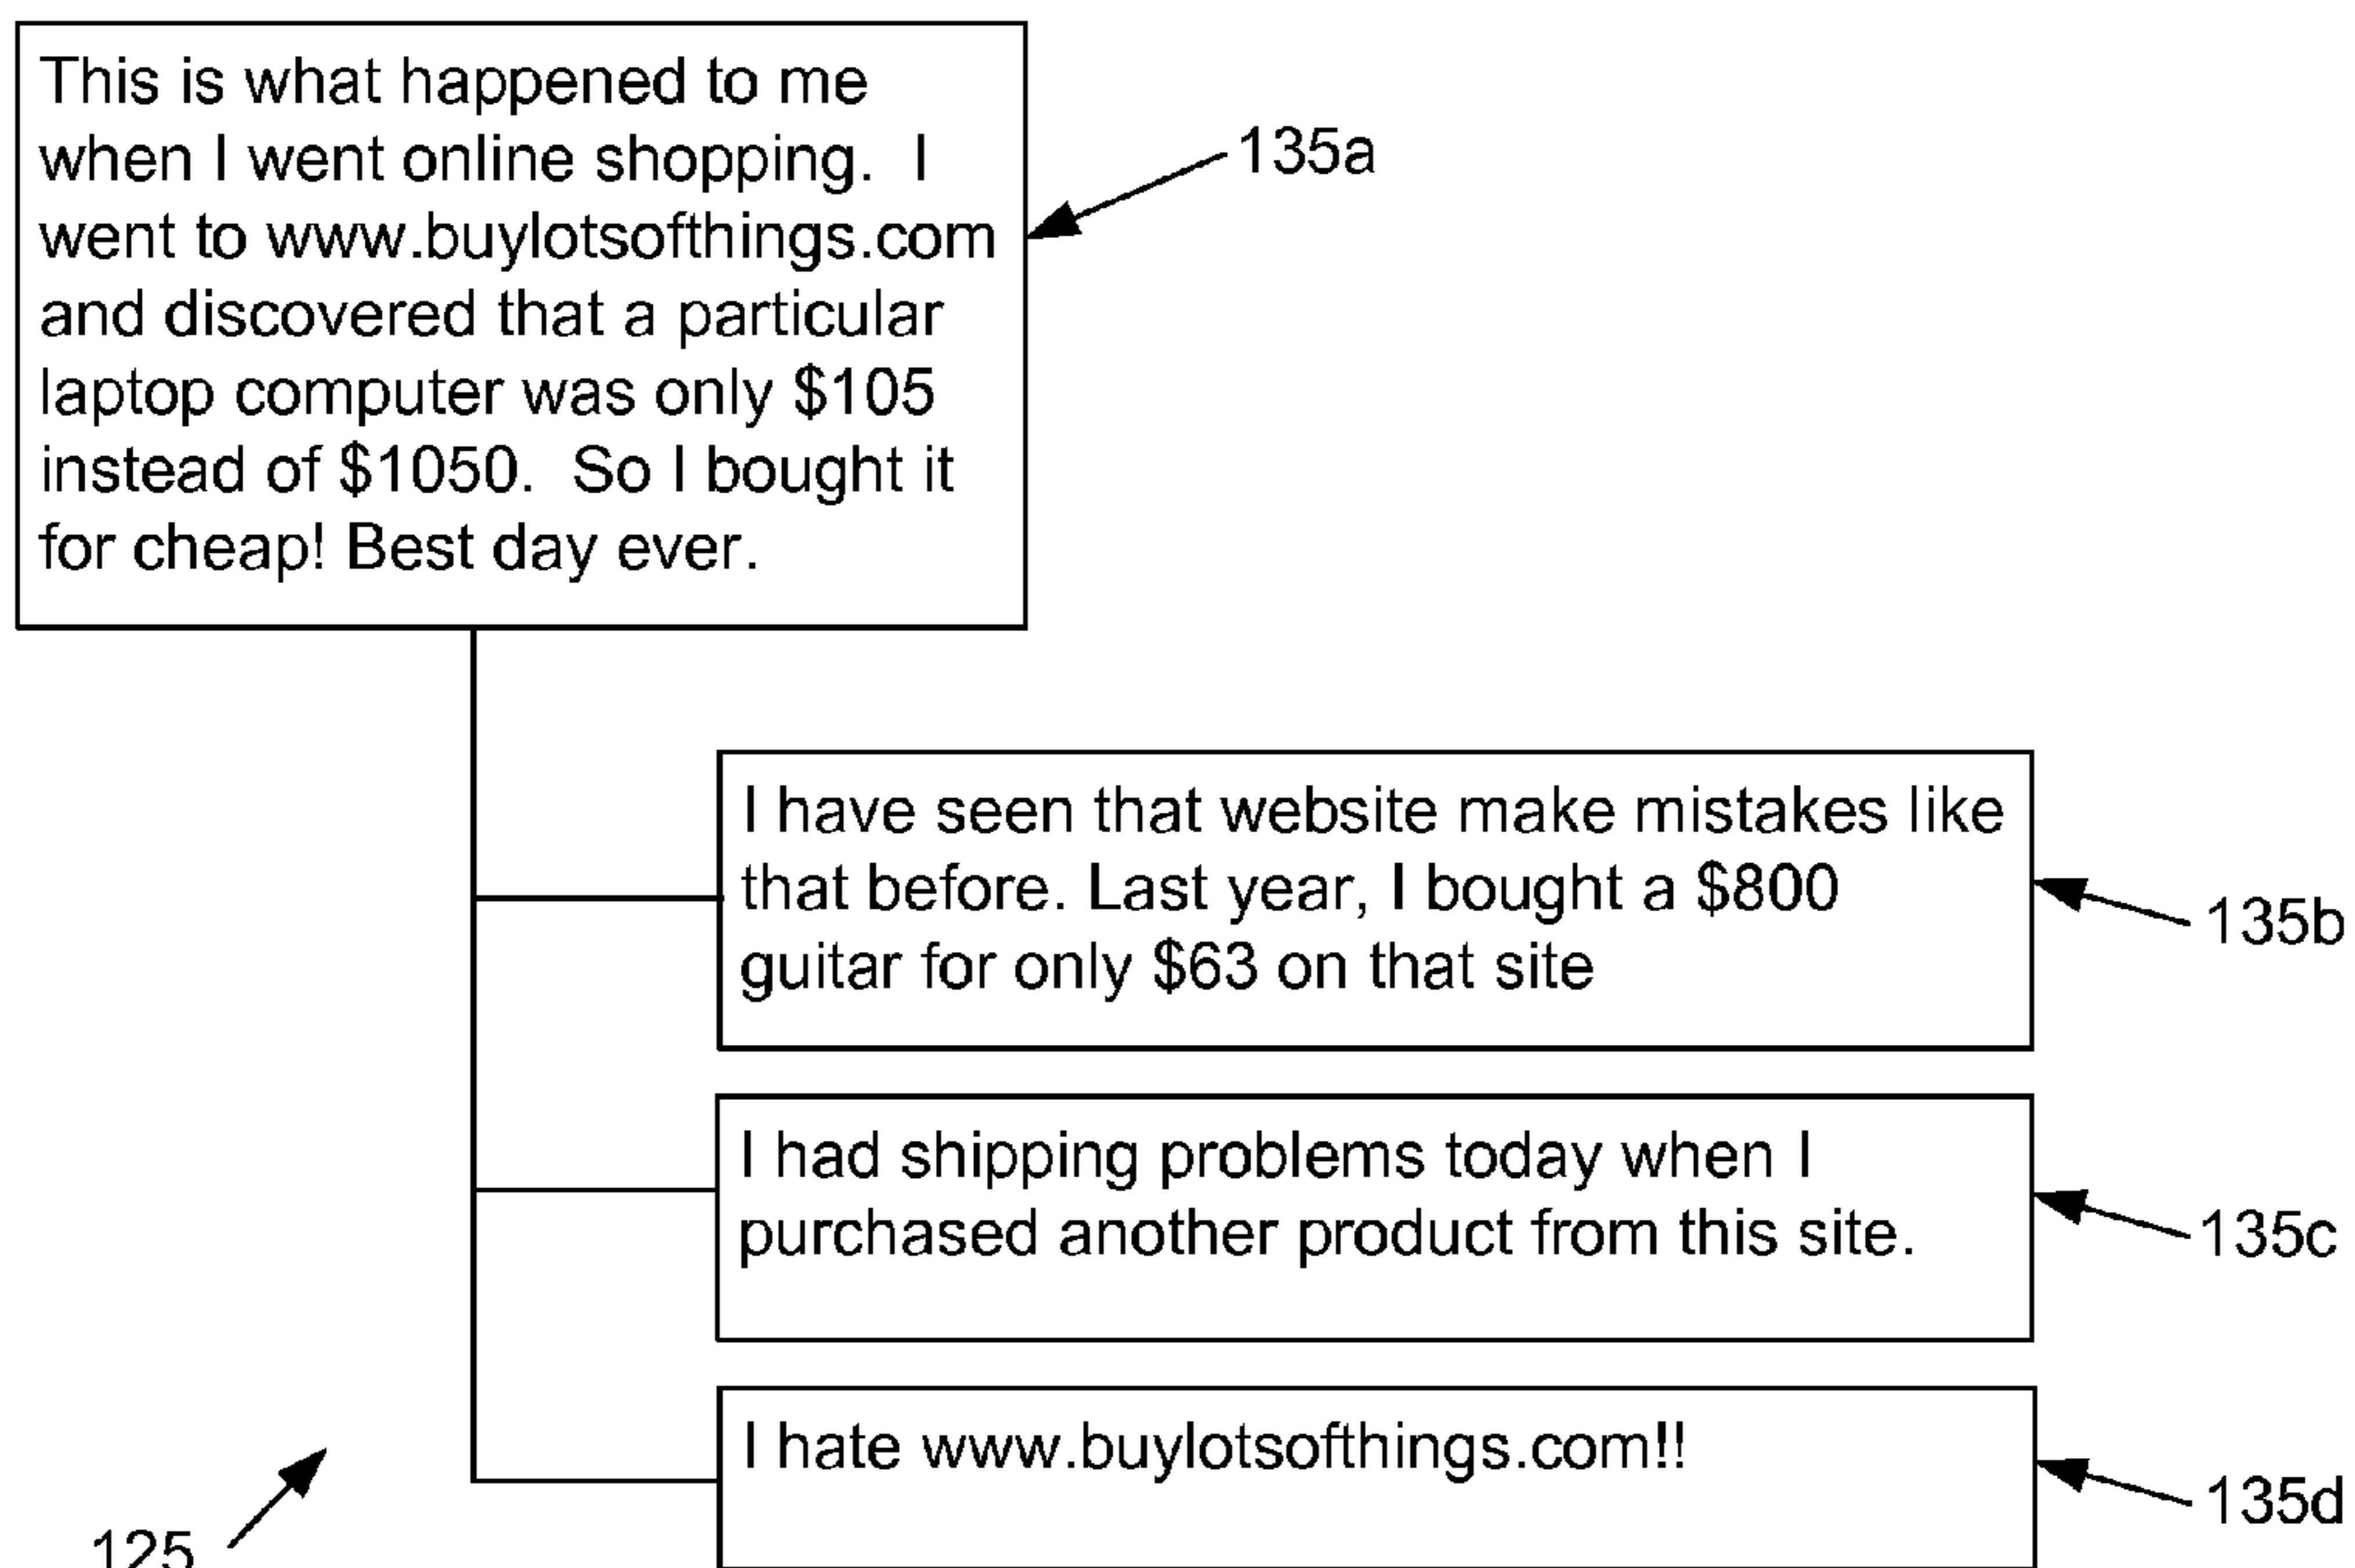 This is what happened to me
when I went online shopping.  I
went to www.buylotsofthings.com
and discovered that a particular
laptop computer was only $105
instead of $1050.  So I bought it
for cheap! Best day ever.
135a
I have seen that website make mistakes like
that before. Last year, I bought a $800
guitar for only $63 on that site
135b
I had shipping problems today when I
purchased another product from this site.
135c
I hate www.buylotsofthings.com!!
135d
125